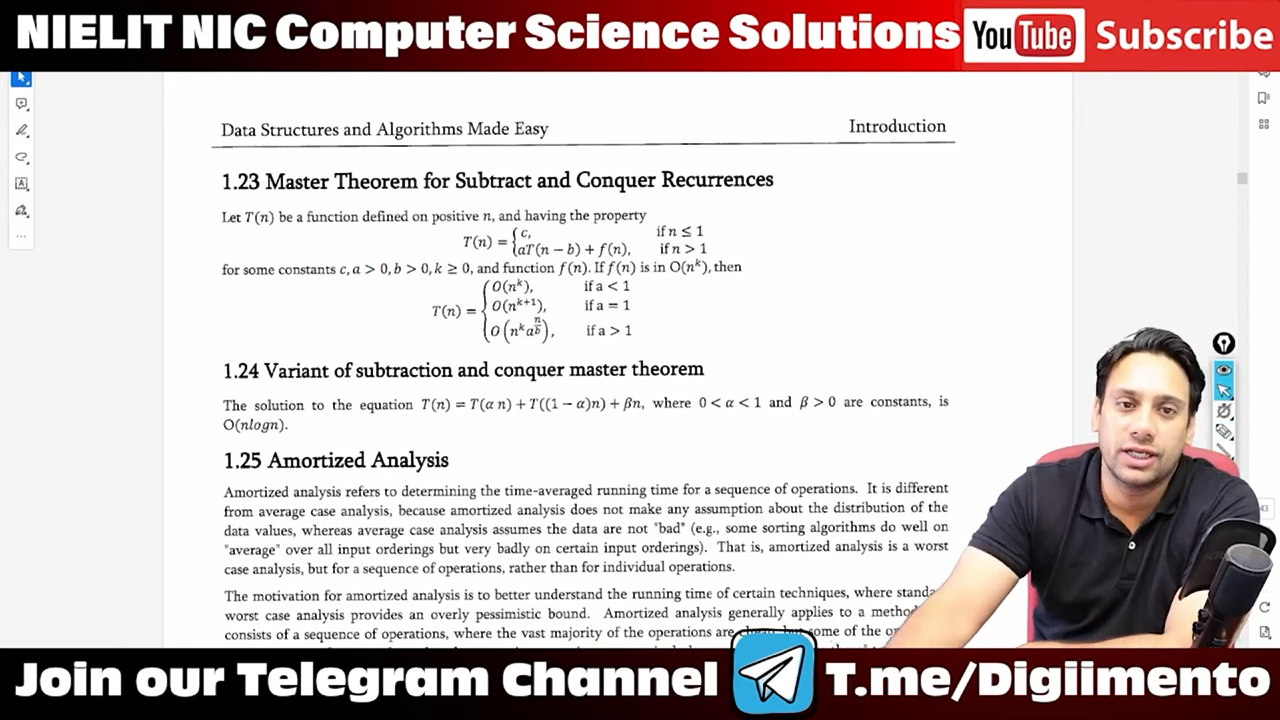 NIELIT NIC Computer Science Solutions YouTube Subscribe
Data Structures and Algorithms Made Easy Introduction
1.23 Master Theorem for Subtract and Conquer Recurrences
Let T(n) be a function defined on positive n, and having the property
T(n) = { c, if n ≤ 1
aT(n − b) + f(n), if n > 1
for some constants c, a > 0, b > 0, k ≥ 0, and function f(n). If f(n) is in O(n^k), then
T(n) = { O(n^k), if a < 1
O(n^{k+1}), if a = 1
O(n^k a^{n/b}), if a > 1
1.24 Variant of subtraction and conquer master theorem
The solution to the equation T(n) = T(α n) + T((1 − α)n) + βn, where 0 < α < 1 and β > 0 are constants, is
O(nlogn).
1.25 Amortized Analysis
Amortized analysis refers to determining the time-averaged running time for a sequence of operations. It is different
from average case analysis, because amortized analysis does not make any assumption about the distribution of the
data values, whereas average case analysis assumes the data are not "bad" (e.g., some sorting algorithms do well on
"average" over all input orderings but very badly on certain input orderings). That is, amortized analysis is a worst
case analysis, but for a sequence of operations, rather than for individual operations.
The motivation for amortized analysis is to better understand the running time of certain techniques, where
worst case analysis provides an overly pessimistic bound. Amortized analysis generally applies to a
consists of a sequence of operations, where the vast majority of the operations are cheap, but some of the
43
Join our Telegram Channel T.me/Digiimento